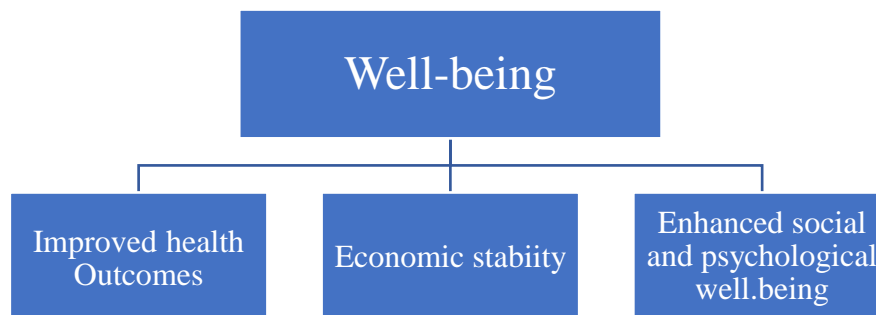 Well-being
Improved health
Outcomes
Economic stabiity
Enhanced social
and psychological
well.being